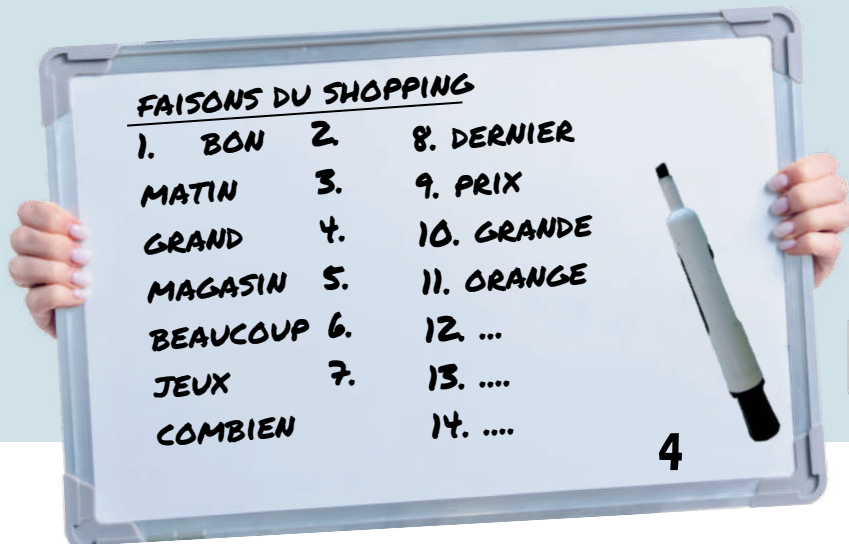 FAISONS DU SHOPPING
1. BON 2.
MATIN 3.
GRAND 4.
MAGASIN 5.
BEAUCOUP 6.
JEUX 7.
COMBIEN
8. DERNIER
9. PRIX
10. GRANDE
11. ORANGE
12. ...
13. ....
14. ....
4